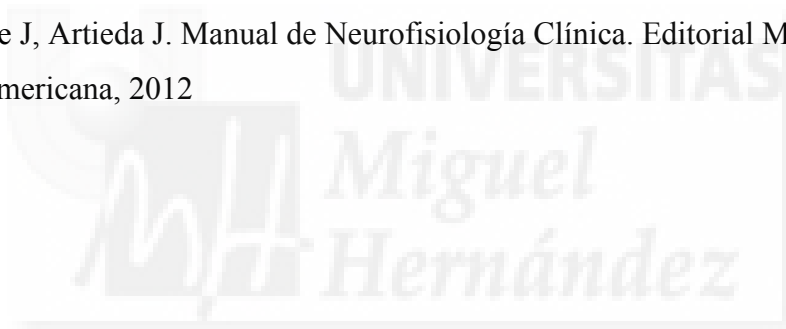 e J, Artieda J. Manual de Neurofisiología Clínica. Editorial M
mericana, 2012
UNIVERSITAS
Miguel
Hernández